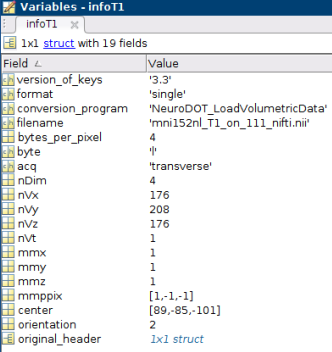 Variables - infoT1
infoT1
1x1 struct with 19 fields
Field Value
version_of_keys '3.3'
format 'single'
conversion_program 'NeuroDOT_LoadVolumetricData'
filename 'mni152nl_T1_on_111_nifti.nii'
bytes_per_pixel 4
byte 'l'
acq 'transverse'
nDim 4
nVx 176
nVy 208
nVz 176
nVt 1
mmx 1
mmy 1
mmz 1
mmppix [1,-1,-1]
center [89,-85,-101]
orientation 2
original_header 1x1 struct